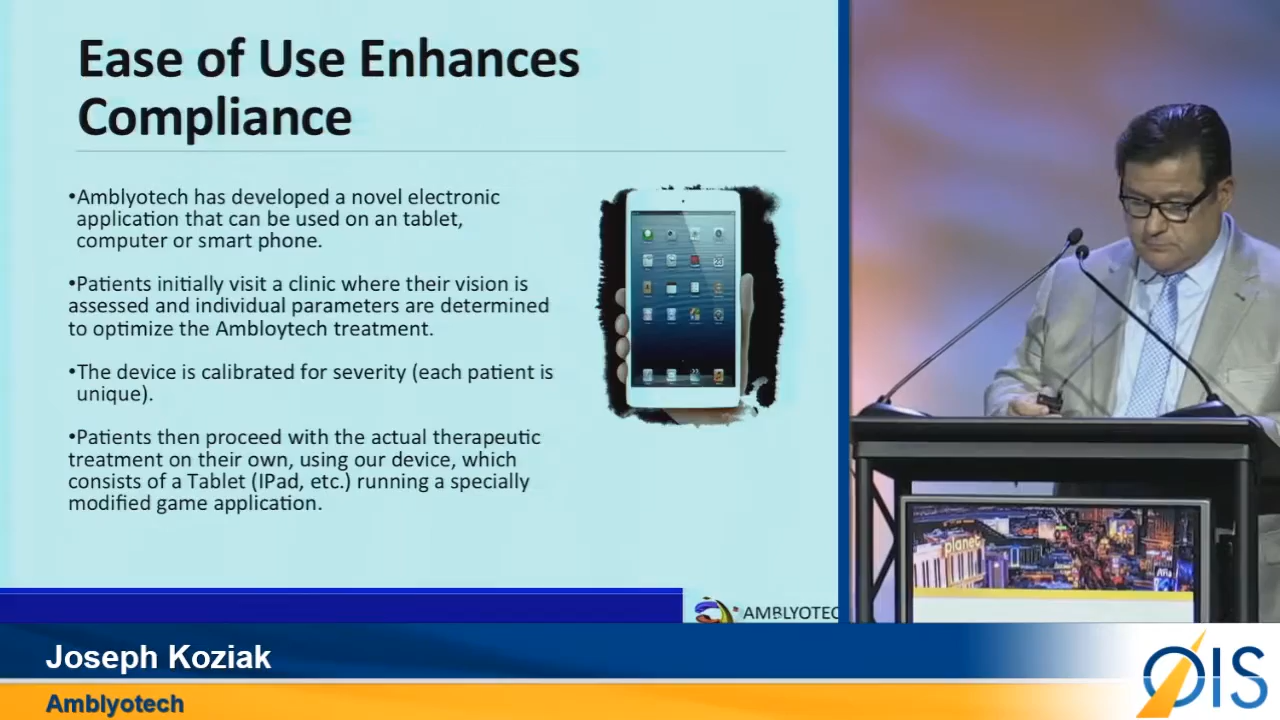 Ease of Use Enhances
Compliance
•Amblyotech has developed a novel electronic
application that can be used on an tablet,
computer or smart phone.
•Patients initially visit a clinic where their vision is
assessed and individual parameters are determined
to optimize the Ambloytech treatment.
•The device is calibrated for severity (each patient is
unique).
•Patients then proceed with the actual therapeutic
treatment on their own, using our device, which
consists of a Tablet (IPad, etc.) running a specially
modified game application.
AMBLYOTEC
planet
Joseph Koziak
Amblyotech
OIS